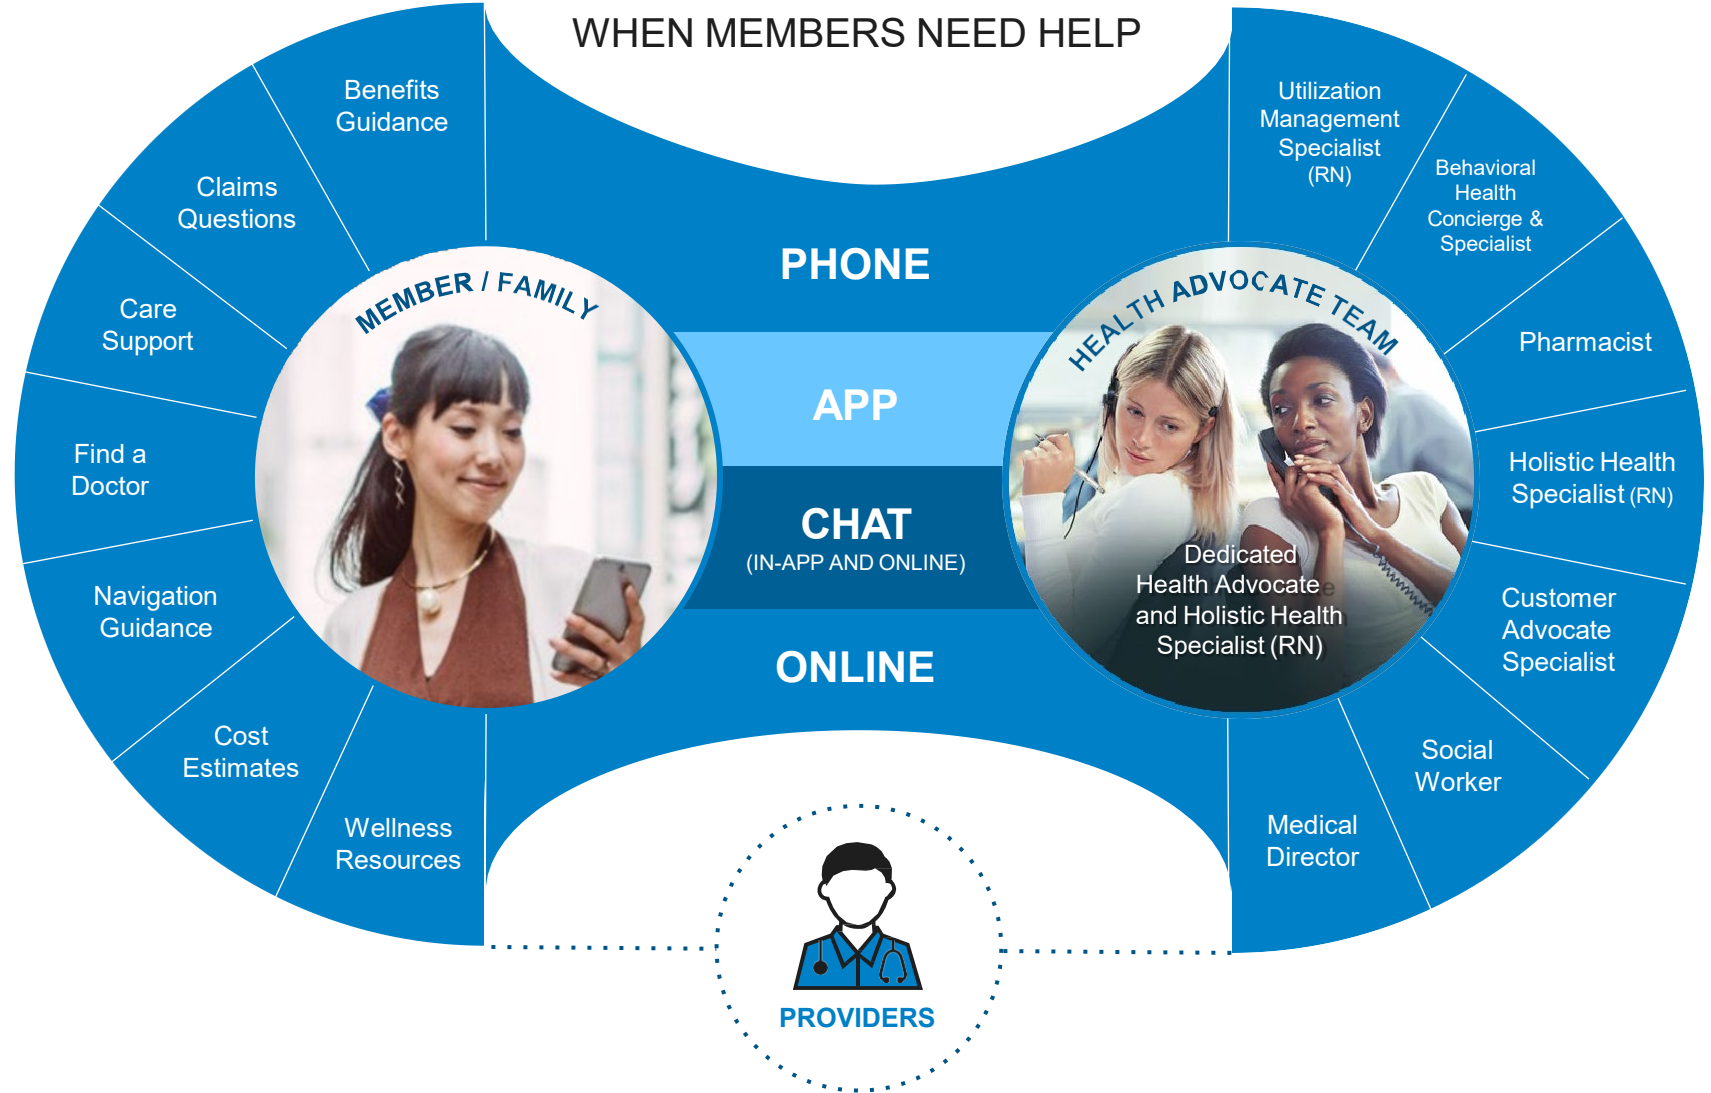 WHEN MEMBERS NEED HELP
Benefits
Guidance
Claims
Questions
Care
Support
Find a
Doctor
Navigation
Guidance
Cost
Estimates
Wellness
Resources
MEMBER / FAMILY
PHONE
APP
CHAT
(IN-APP AND ONLINE)
ONLINE
HEALTH ADVOCATE TEAM
Dedicated
Health Advocate
and Holistic Health
Specialist (RN)
Utilization
Management
Specialist
(RN)
Behavioral
Health
Concierge &
Specialist
Pharmacist
Holistic Health
Specialist (RN)
Customer
Advocate
Specialist
Social
Worker
Medical
Director
PROVIDERS